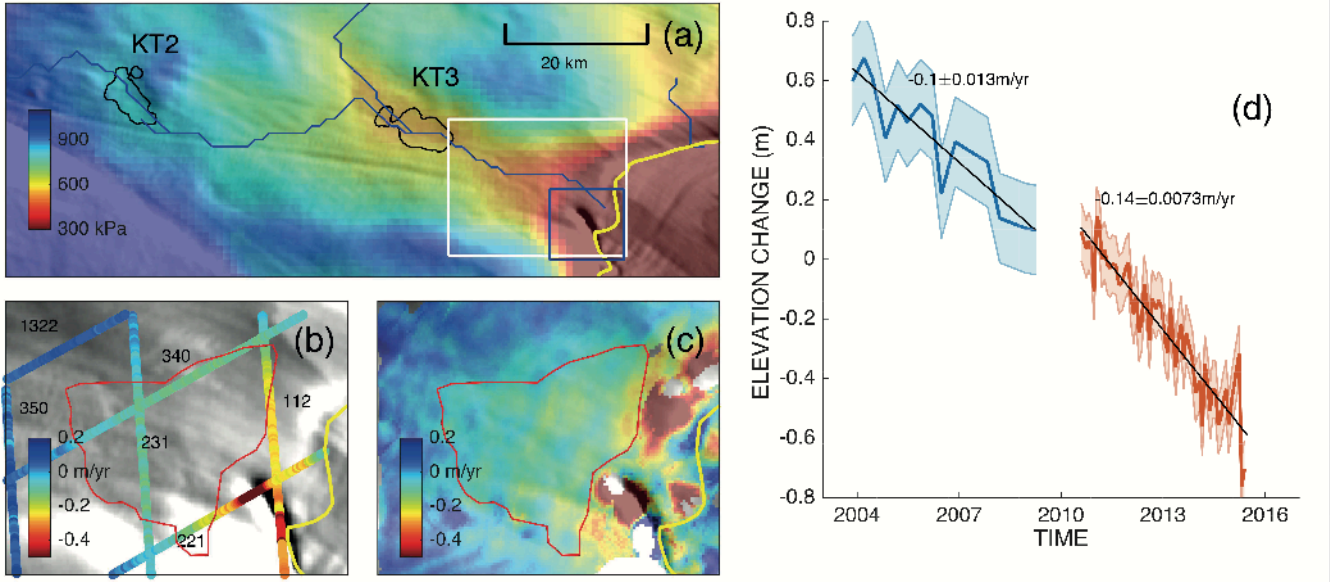 (a)
KT2
KT3
20 km
900
600
300 kPa
(b)
1322
340
350
112
231
221
0.2
0 m/yr
-0.2
-0.4
(c)
0.2
0 m/yr
-0.2
-0.4
(d)
-0.1±0.013m/yr
-0.14±0.0073m/yr
ELEVATION CHANGE (m)
0.8
0.6
0.4
0.2
0
-0.2
-0.4
-0.6
-0.8
2004
2007
2010
2013
2016
TIME